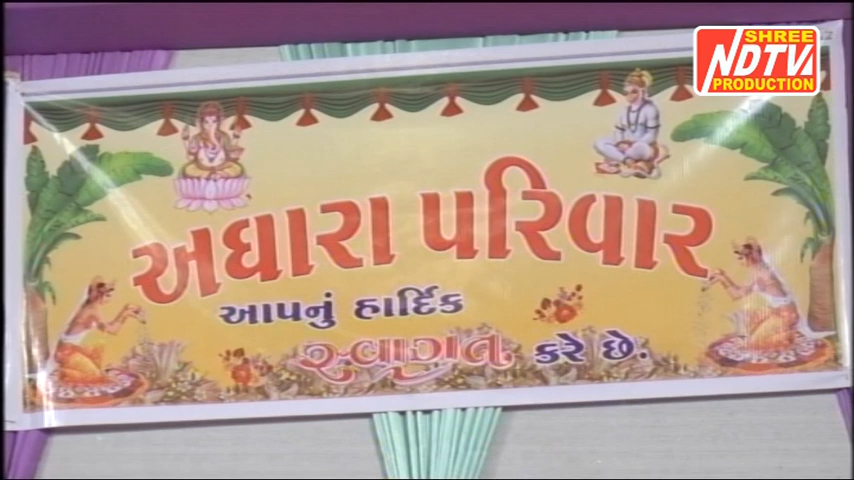 SHREE
NDTV
PRODUCTION
અઘારા પરિવાર
આપનું હાર્દિક
સ્વાગત કરે છે.